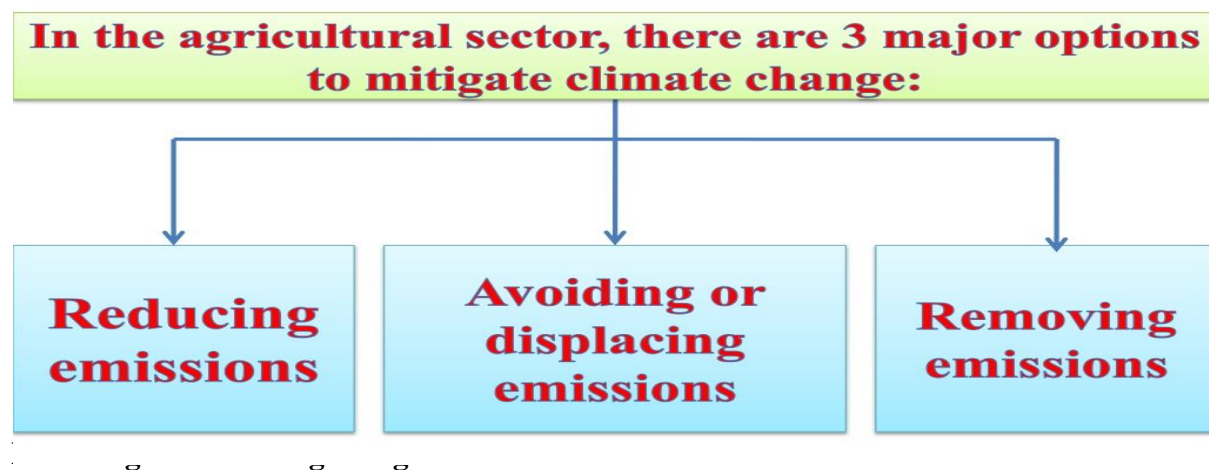 In the agricultural sector, there are 3 major options
to mitigate climate change:
Reducing
emissions
Avoiding or
displacing
emissions
Removing
emissions